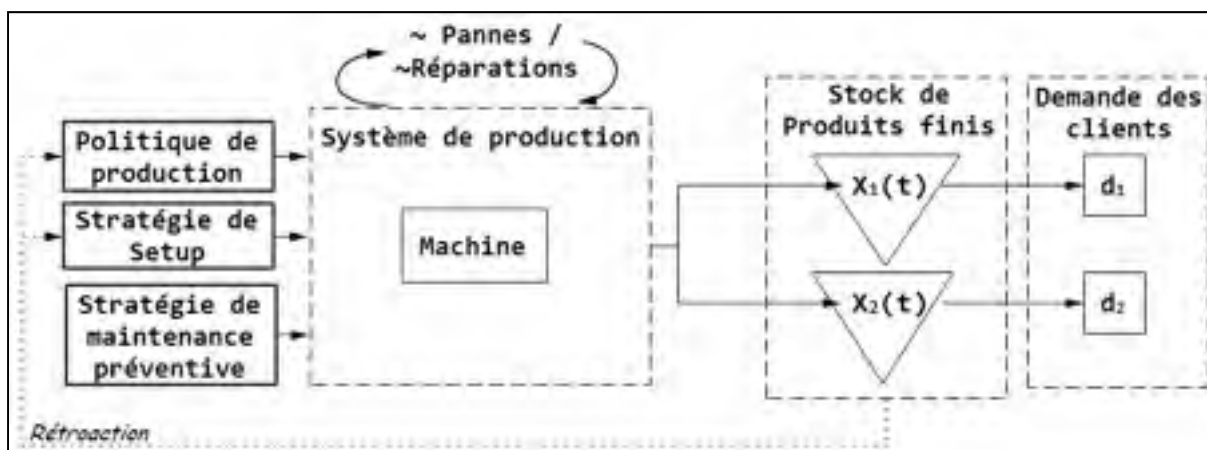 ~ Pannes /
~Réparations
Politique de
production
Stratégie de
Setup
Stratégie de
maintenance
préventive
Système de production
Machine
Stock de
Produits finis
X₁(t)
X₂(t)
Demande des
clients
d₁
d₂
Rétroaction